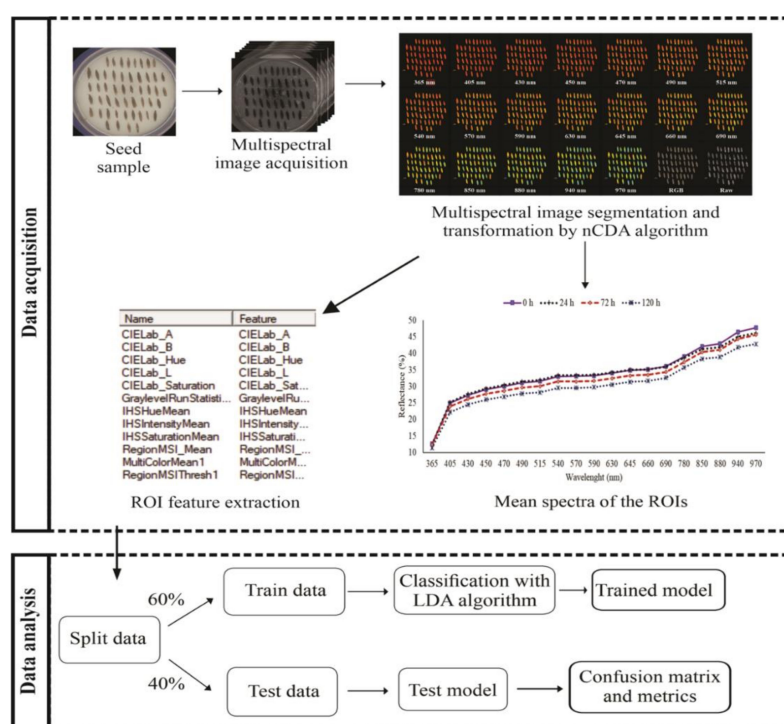 Data acquisition
Seed
sample
Multispectral
image acquisition
365 nm 405 nm 430 nm 450 nm 470 nm 490 nm 515 nm
540 nm 570 nm 590 nm 630 nm 645 nm 660 nm 690 nm
780 nm 850 nm 880 nm 940 nm 970 nm RGB Raw
Multispectral image segmentation and
transformation by nCDA algorithm
Name Feature
CIELab_A CIELab_A
CIELab_B CIELab_B
CIELab_Hue CIELab_Hue
CIELab_L CIELab_L
CIELab_Saturation CIELab_Sat...
GraylevelRunStatisti... GraylevelRu...
IHSHueMean IHSHueMean
IHSIntensityMean IHSIntensity...
IHSSaturationMean IHSSaturati...
RegionMSI_Mean RegionMSI_...
MultiColorMean1 MultiColorM...
RegionMSIThresh1 RegionMSI...
ROI feature extraction
0 h 24 h 72 h 120 h
Reflectance (%)
50
45
40
35
30
25
20
15
10
365 405 430 450 470 490 515 540 570 590 630 645 660 690 780 850 880 940 970
Wavelenght (nm)
Mean spectra of the ROIs
Data analysis
Split data
60%
Train data
Classification with
LDA algorithm
Trained model
40%
Test data
Test model
Confusion matrix
and metrics